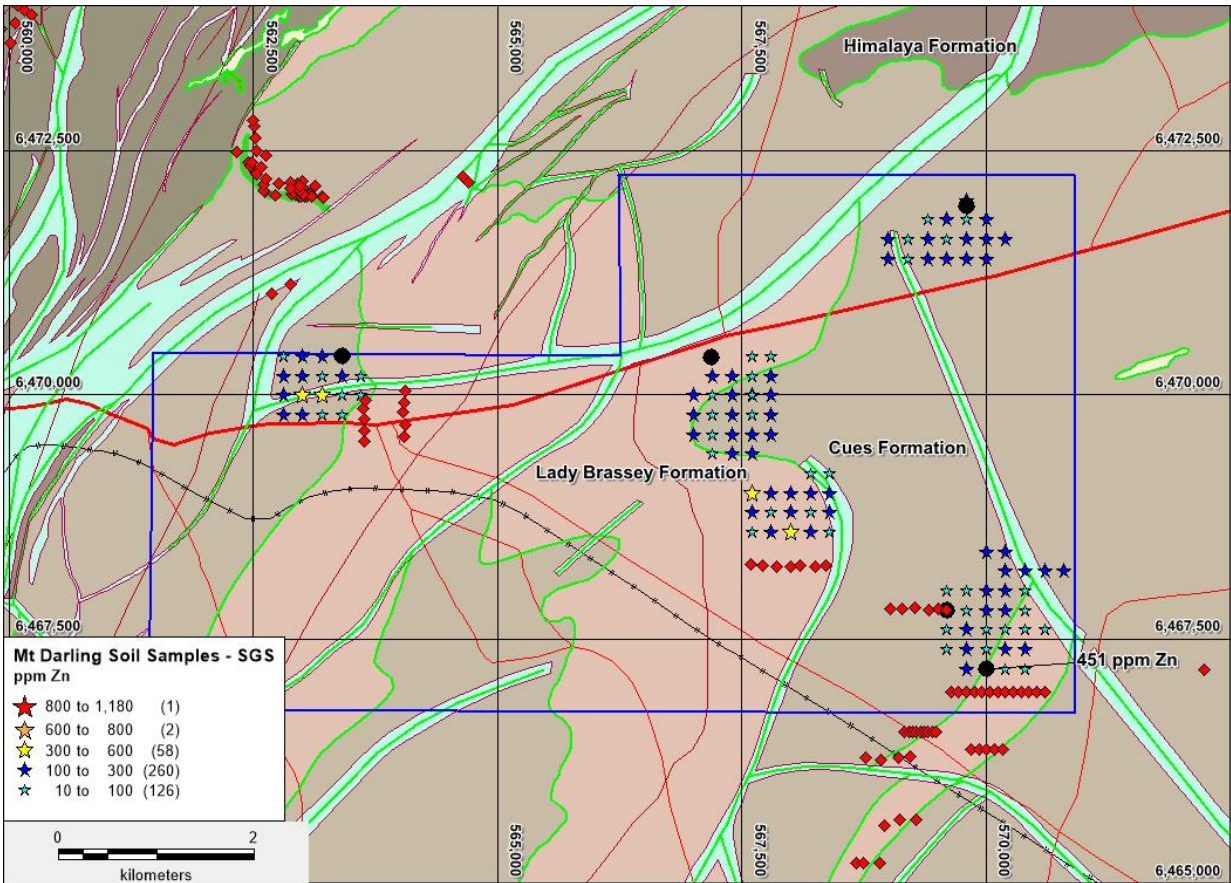 560,000
562,500
565,000
567,500
Himalaya Formation
6,472,500
6,472,500
6,470,000
6,470,000
Cues Formation
Lady Brassey Formation
6,467,500
6,467,500
451 ppm Zn
Mt Darling Soil Samples - SGS
ppm Zn
800 to 1,180 (1)
600 to 800 (2)
300 to 600 (58)
100 to 300 (260)
10 to 100 (126)
0 2
kilometers
565,000
567,500
570,000
6,465,000